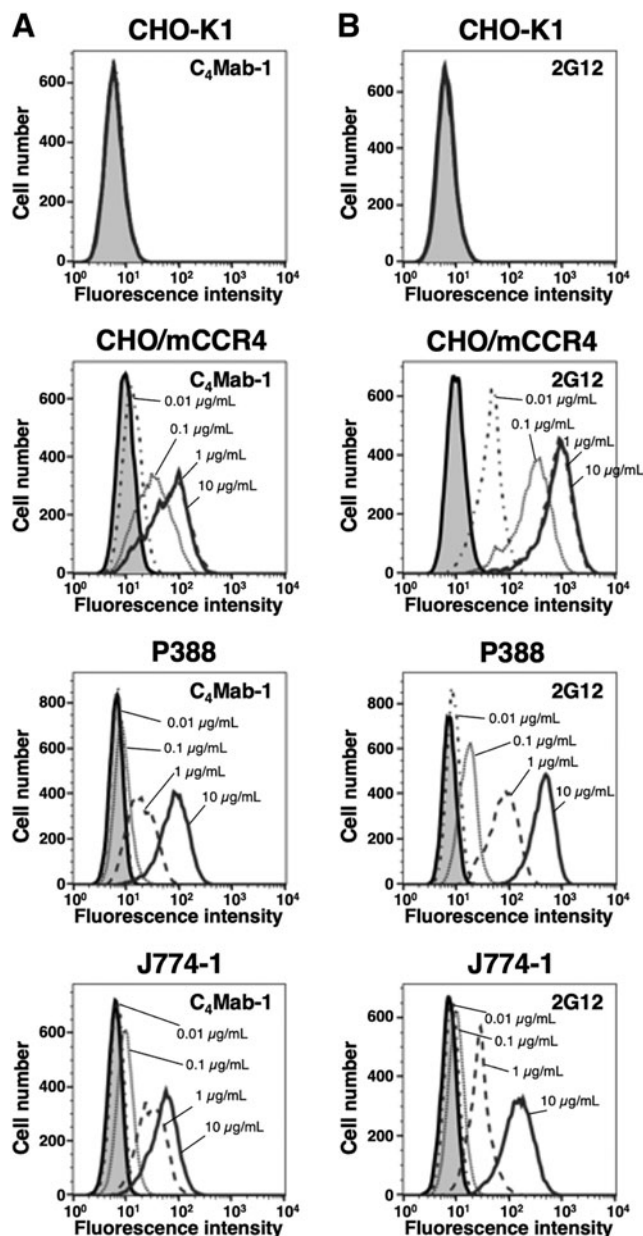 A
CHO-K1
C₄Mab-1
Cell number
600
400
200
0
10⁰ 10¹ 10² 10³ 10⁴
Fluorescence intensity
B
CHO-K1
2G12
Cell number
600
400
200
0
10⁰ 10¹ 10² 10³ 10⁴
Fluorescence intensity
CHO/mCCR4
C₄Mab-1
0.01 µg/mL
0.1 µg/mL
1 µg/mL
10 µg/mL
Cell number
600
400
200
0
10⁰ 10¹ 10² 10³ 10⁴
Fluorescence intensity
CHO/mCCR4
2G12
0.01 µg/mL
0.1 µg/mL
1 µg/mL
10 µg/mL
Cell number
600
400
200
0
10⁰ 10¹ 10² 10³ 10⁴
Fluorescence intensity
P388
C₄Mab-1
0.01 µg/mL
0.1 µg/mL
1 µg/mL
10 µg/mL
Cell number
800
600
400
200
0
10⁰ 10¹ 10² 10³ 10⁴
Fluorescence intensity
P388
2G12
0.01 µg/mL
0.1 µg/mL
1 µg/mL
10 µg/mL
Cell number
800
600
400
200
0
10⁰ 10¹ 10² 10³ 10⁴
Fluorescence intensity
J774-1
C₄Mab-1
0.01 µg/mL
0.1 µg/mL
1 µg/mL
10 µg/mL
Cell number
600
400
200
0
10⁰ 10¹ 10² 10³ 10⁴
Fluorescence intensity
J774-1
2G12
0.01 µg/mL
0.1 µg/mL
1 µg/mL
10 µg/mL
Cell number
600
400
200
0
10⁰ 10¹ 10² 10³ 10⁴
Fluorescence intensity